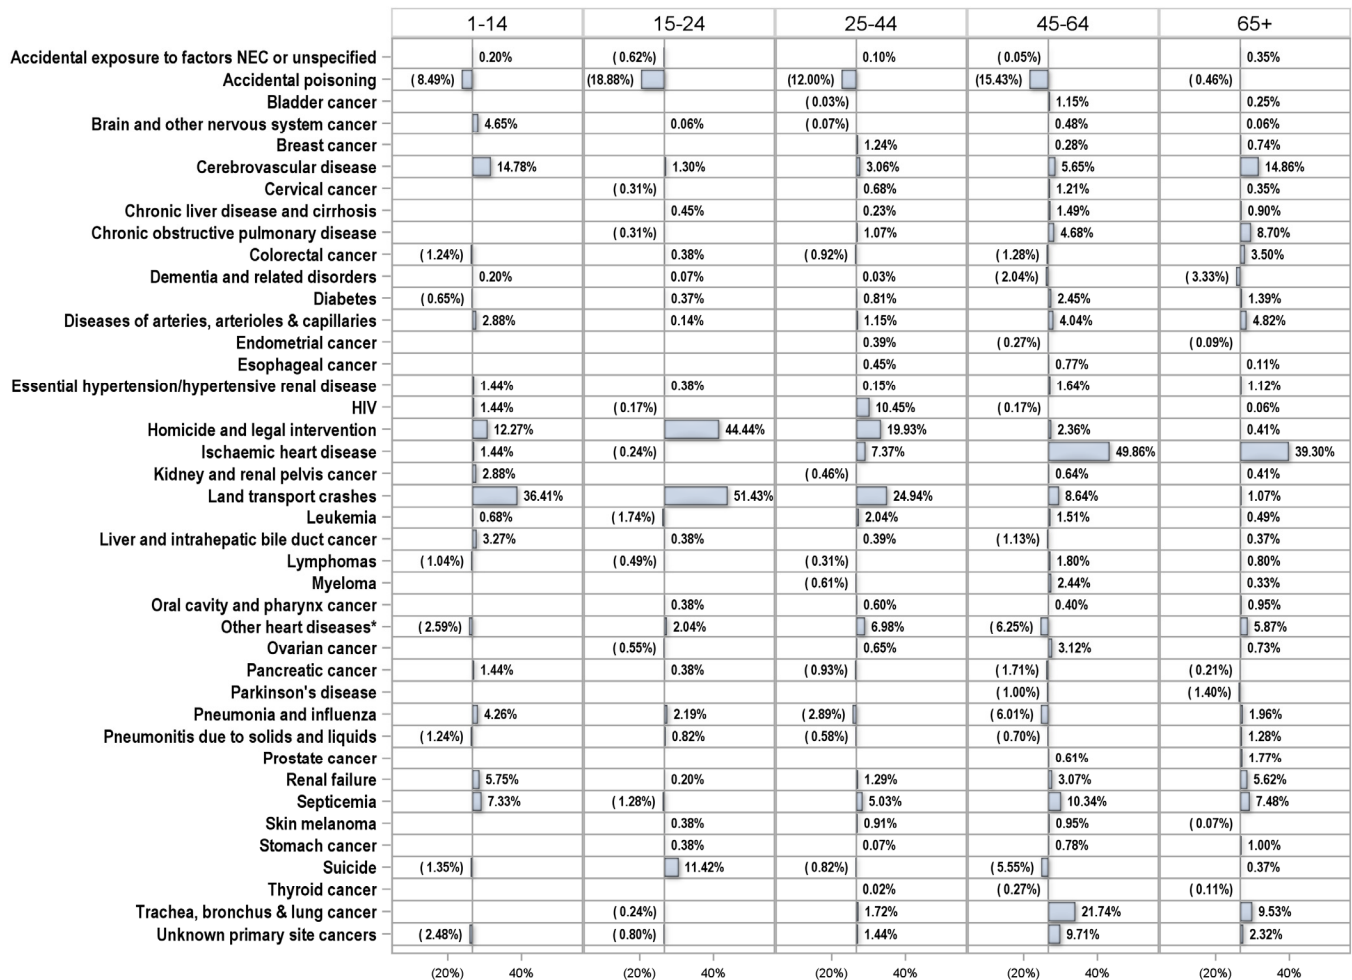 1-14 15-24 25-44 45-64 65+
Accidental exposure to factors NEC or unspecified 0.20% (0.62%) 0.10% (0.05%) 0.35%
Accidental poisoning (8.49%) (18.88%) (12.00%) (15.43%) (0.46%)
Bladder cancer (0.03%) 1.15% 0.25%
Brain and other nervous system cancer 4.65% 0.06% (0.07%) 0.48% 0.06%
Breast cancer 1.24% 0.28% 0.74%
Cerebrovascular disease 14.78% 1.30% 3.06% 5.65% 14.86%
Cervical cancer (0.31%) 0.68% 1.21% 0.35%
Chronic liver disease and cirrhosis 0.45% 0.23% 1.49% 0.90%
Chronic obstructive pulmonary disease (0.31%) 1.07% 4.68% 8.70%
Colorectal cancer (1.24%) 0.38% (0.92%) (1.28%) 3.50%
Dementia and related disorders 0.20% 0.07% 0.03% (2.04%) (3.33%)
Diabetes (0.65%) 0.37% 0.81% 2.45% 1.39%
Diseases of arteries, arterioles & capillaries 2.88% 0.14% 1.15% 4.04% 4.82%
Endometrial cancer 0.39% (0.27%) (0.09%)
Esophageal cancer 0.45% 0.77% 0.11%
Essential hypertension/hypertensive renal disease 1.44% 0.38% 0.15% 1.64% 1.12%
HIV 1.44% (0.17%) 10.45% (0.17%) 0.06%
Homicide and legal intervention 12.27% 44.44% 19.93% 2.36% 0.41%
Ischaemic heart disease 1.44% (0.24%) 7.37% 49.86% 39.30%
Kidney and renal pelvis cancer 2.88% (0.46%) 0.64% 0.41%
Land transport crashes 36.41% 51.43% 24.94% 8.64% 1.07%
Leukemia 0.68% (1.74%) 2.04% 1.51% 0.49%
Liver and intrahepatic bile duct cancer 3.27% 0.38% 0.39% (1.13%) 0.37%
Lymphomas (1.04%) (0.49%) (0.31%) 1.80% 0.80%
Myeloma (0.61%) 2.44% 0.33%
Oral cavity and pharynx cancer 0.38% 0.60% 0.40% 0.95%
Other heart diseases* (2.59%) 2.04% 6.98% (6.25%) 5.87%
Ovarian cancer (0.55%) 0.65% 3.12% 0.73%
Pancreatic cancer 1.44% 0.38% (0.93%) (1.71%) (0.21%)
Parkinson's disease (1.00%) (1.40%)
Pneumonia and influenza 4.26% 2.19% (2.89%) (6.01%) 1.96%
Pneumonitis due to solids and liquids (1.24%) 0.82% (0.58%) (0.70%) 1.28%
Prostate cancer 0.61% 1.77%
Renal failure 5.75% 0.20% 1.29% 3.07% 5.62%
Septicemia 7.33% (1.28%) 5.03% 10.34% 7.48%
Skin melanoma 0.38% 0.91% 0.95% (0.07%)
Stomach cancer 0.38% 0.07% 0.78% 1.00%
Suicide (1.35%) 11.42% (0.82%) (5.55%) 0.37%
Thyroid cancer 0.02% (0.27%) (0.11%)
Trachea, bronchus & lung cancer (0.24%) 1.72% 21.74% 9.53%
Unknown primary site cancers (2.48%) (0.80%) 1.44% 9.71% 2.32%
(20%) 40% (20%) 40% (20%) 40% (20%) 40% (20%) 40%